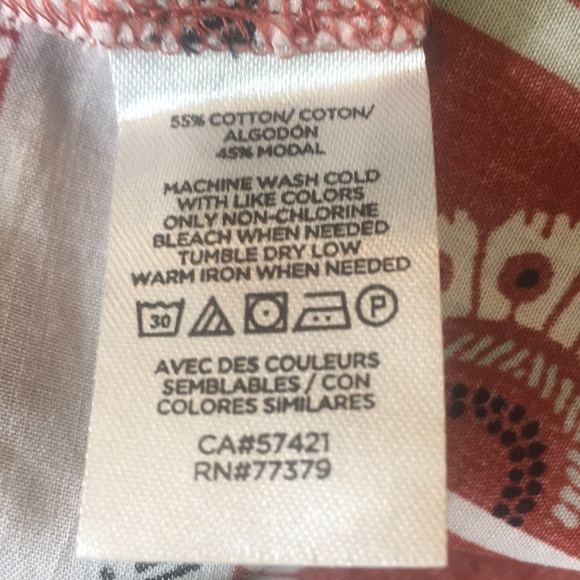 55% COTTON/ COTON/
ALGODÓN
45% MODAL
MACHINE WASH COLD
WITH LIKE COLORS
ONLY NON-CHLORINE
BLEACH WHEN NEEDED
TUMBLE DRY LOW
WARM IRON WHEN NEEDED
30 P
AVEC DES COULEURS
SEMBLABLES / CON
COLORES SIMILARES
CA#57421
RN#77379